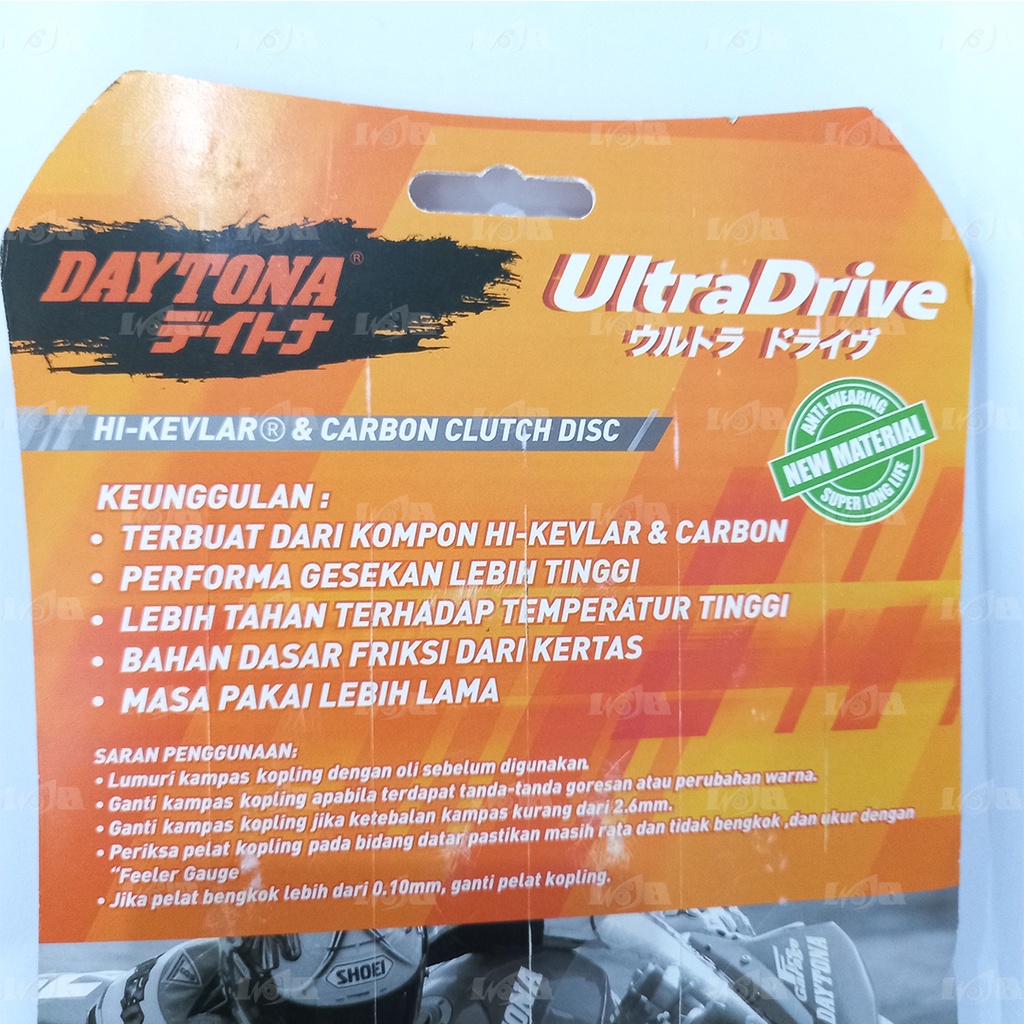 DAYTONA®
デイトナ
UltraDrive
ウルトラ ドライヴ
HI-KEVLAR® & CARBON CLUTCH DISC
ANTI-WEARING
NEW MATERIAL
SUPER LONG LIFE
KEUNGGULAN :
• TERBUAT DARI KOMPON HI-KEVLAR & CARBON
• PERFORMA GESEKAN LEBIH TINGGI
• LEBIH TAHAN TERHADAP TEMPERATUR TINGGI
• BAHAN DASAR FRIKSI DARI KERTAS
• MASA PAKAI LEBIH LAMA
SARAN PENGGUNAAN:
• Lumuri kampas kopling dengan oli sebelum digunakan.
• Ganti kampas kopling apabila terdapat tanda-tanda goresan atau perubahan warna.
• Ganti kampas kopling jika ketebalan kampas kurang dari 2.6mm.
• Periksa pelat kopling pada bidang datar pastikan masih rata dan tidak bengkok ,dan ukur dengan
"Feeler Gauge"
• Jika pelat bengkok lebih dari 0.10mm, ganti pelat kopling.
SHOEI
DAYTONA